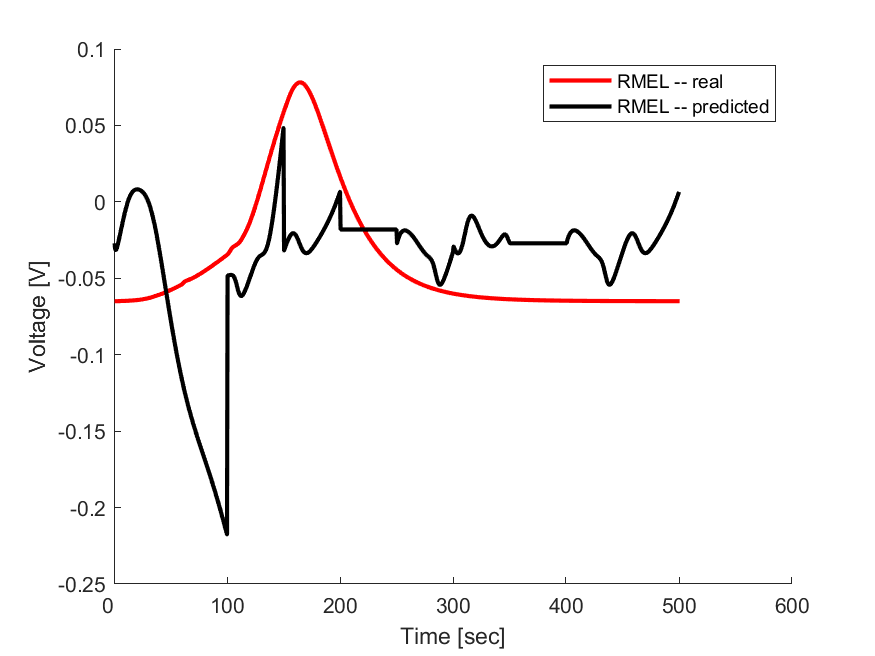 0.1
0.05
0
-0.05
-0.1
-0.15
-0.2
-0.25
0 100 200 300 400 500 600
Voltage [V]
Time [sec]
RMEL -- real
RMEL -- predicted